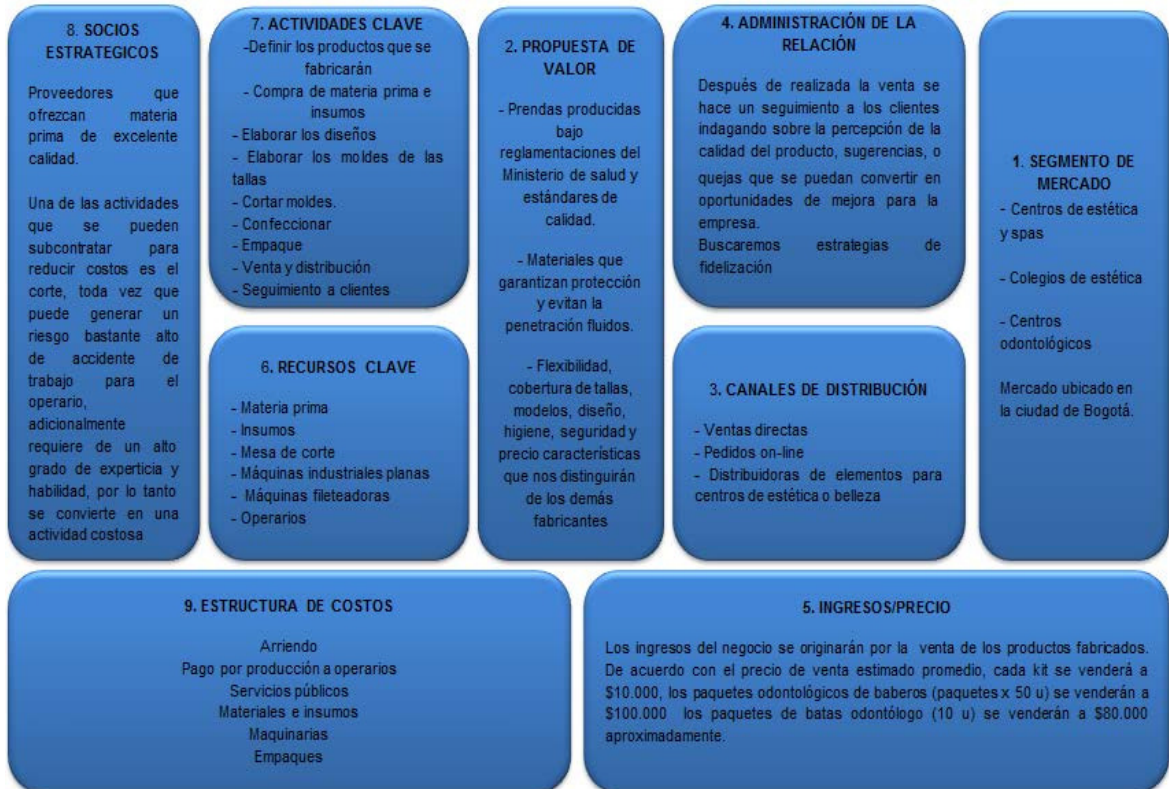 8. SOCIOS
ESTRATEGICOS
Proveedores que
ofrezcan materia
prima de excelente
calidad.
Una de las actividades
que se pueden
subcontratar para
reducir costos es el
corte, toda vez que
puede generar un
riesgo bastante alto
de accidente de
trabajo para el
operario,
adicionalmente
requiere de un alto
grado de experticia y
habilidad, por lo tanto
se convierte en una
actividad costosa
7. ACTIVIDADES CLAVE
-Definir los productos que se
fabricarán
- Compra de materia prima e
insumos
- Elaborar los diseños
- Elaborar los moldes de las
tallas
- Cortar moldes.
- Confeccionar
- Empaque
- Venta y distribución
- Seguimiento a clientes
6. RECURSOS CLAVE
- Materia prima
- Insumos
- Mesa de corte
- Máquinas industriales planas
- Máquinas fileteadoras
- Operarios
2. PROPUESTA DE
VALOR
- Prendas producidas
bajo
reglamentaciones del
Ministerio de salud y
estándares de
calidad.
- Materiales que
garantizan protección
y evitan la
penetración fluidos.
- Flexibilidad,
cobertura de tallas,
modelos, diseño,
higiene, seguridad y
precio características
que nos distinguirán
de los demás
fabricantes
4. ADMINISTRACIÓN DE LA
RELACIÓN
Después de realizada la venta se
hace un seguimiento a los clientes
indagando sobre la percepción de la
calidad del producto, sugerencias, o
quejas que se puedan convertir en
oportunidades de mejora para la
empresa.
Buscaremos estrategias de
fidelización
3. CANALES DE DISTRIBUCIÓN
- Ventas directas
- Pedidos on-line
- Distribuidoras de elementos para
centros de estética o belleza
1. SEGMENTO DE
MERCADO
- Centros de estética
y spas
- Colegios de estética
- Centros
odontológicos
Mercado ubicado en
la ciudad de Bogotá.
9. ESTRUCTURA DE COSTOS
Arriendo
Pago por producción a operarios
Servicios públicos
Materiales e insumos
Maquinarias
Empaques
5. INGRESOS/PRECIO
Los ingresos del negocio se originarán por la venta de los productos fabricados.
De acuerdo con el precio de venta estimado promedio, cada kit se venderá a
$10.000, los paquetes odontológicos de baberos (paquetes x 50 u) se venderán a
$100.000 los paquetes de batas odontólogo (10 u) se venderán a $80.000
aproximadamente.